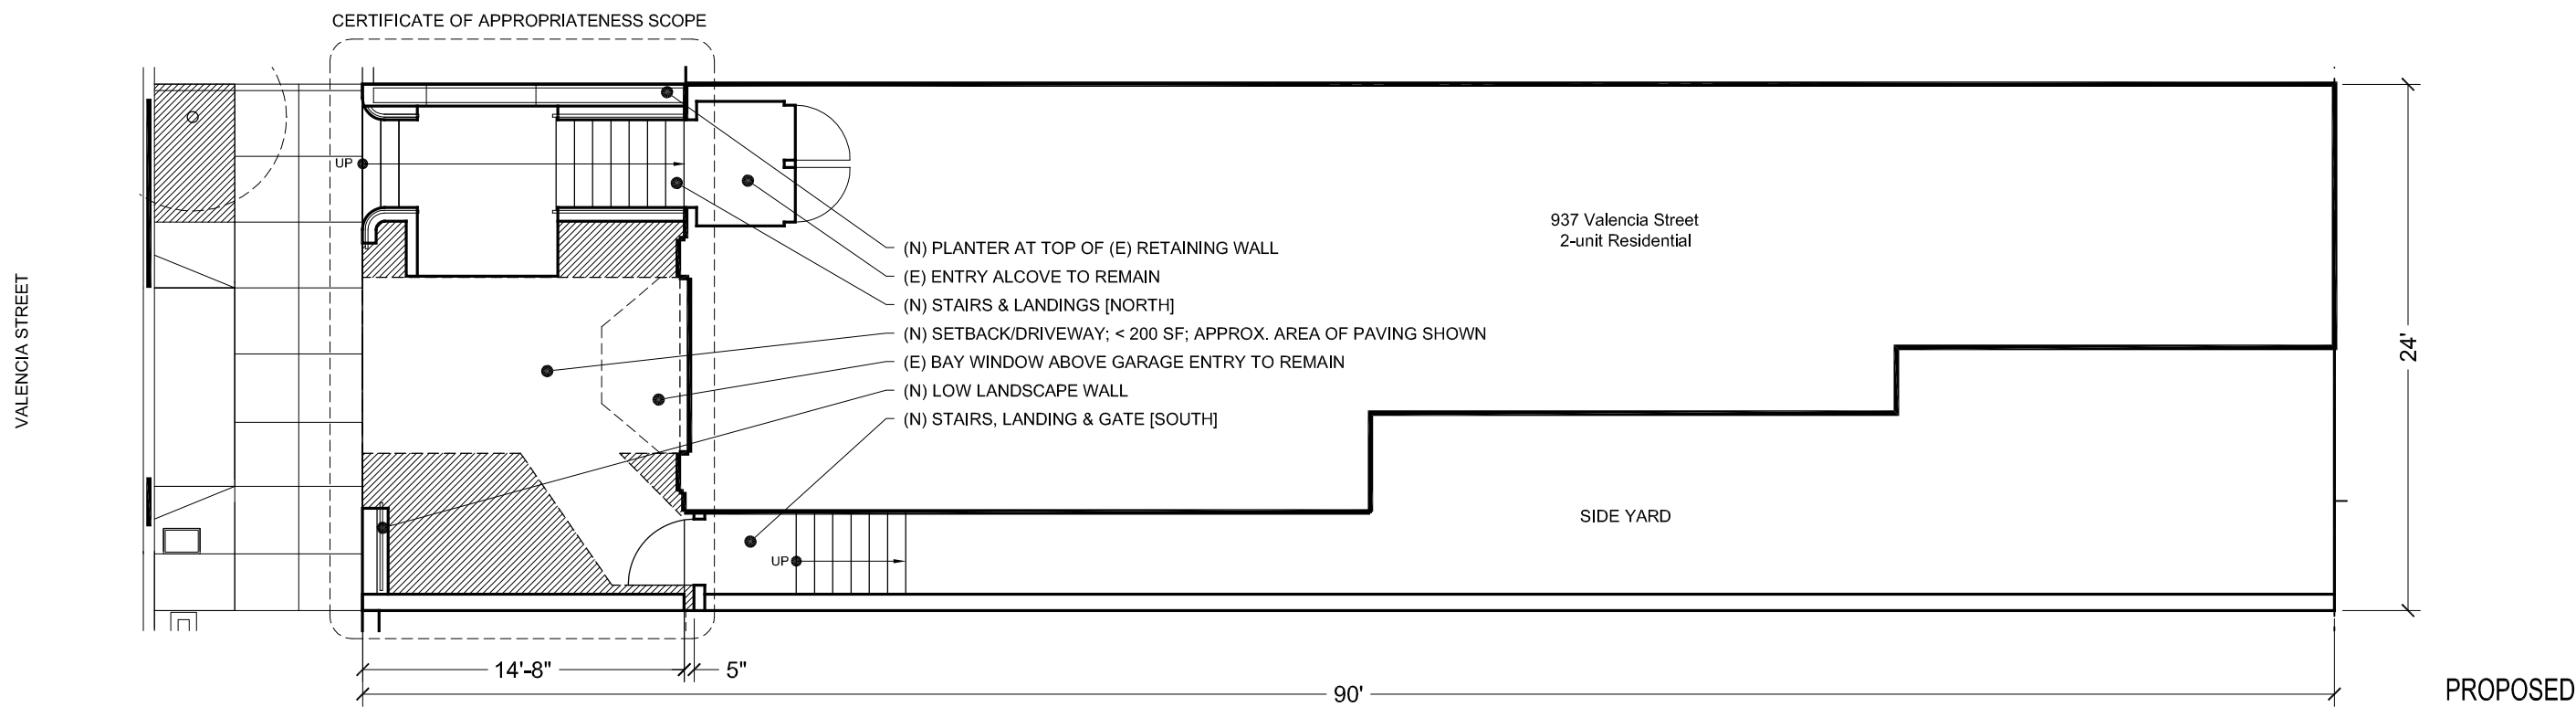 CERTIFICATE OF APPROPRIATENESS SCOPE
VALENCIA STREET
UP
937 Valencia Street
2-unit Residential
(N) PLANTER AT TOP OF (E) RETAINING WALL
(E) ENTRY ALCOVE TO REMAIN
(N) STAIRS & LANDINGS [NORTH]
(N) SETBACK/DRIVEWAY; < 200 SF; APPROX. AREA OF PAVING SHOWN
(E) BAY WINDOW ABOVE GARAGE ENTRY TO REMAIN
(N) LOW LANDSCAPE WALL
(N) STAIRS, LANDING & GATE [SOUTH]
24'
SIDE YARD
UP
14'-8"
5"
90'
PROPOSED